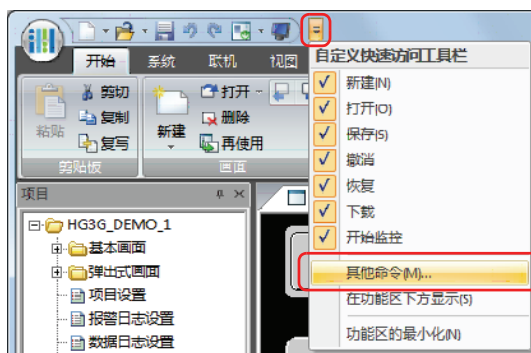 自定义快速访问工具栏
开始 系统 联机 视图
新建(N)
打开(O)
保存(S)
撤消
恢复
下载
开始监控
其他命令(M)...
在功能区下方显示(S)
功能区的最小化(N)
粘贴
剪切
复制
复写
剪贴板
新建
打开
删除
再使用
画面
项目
HG3G_DEMO_1
基本画面
弹出式画面
项目设置
报警日志设置
数据日志设置